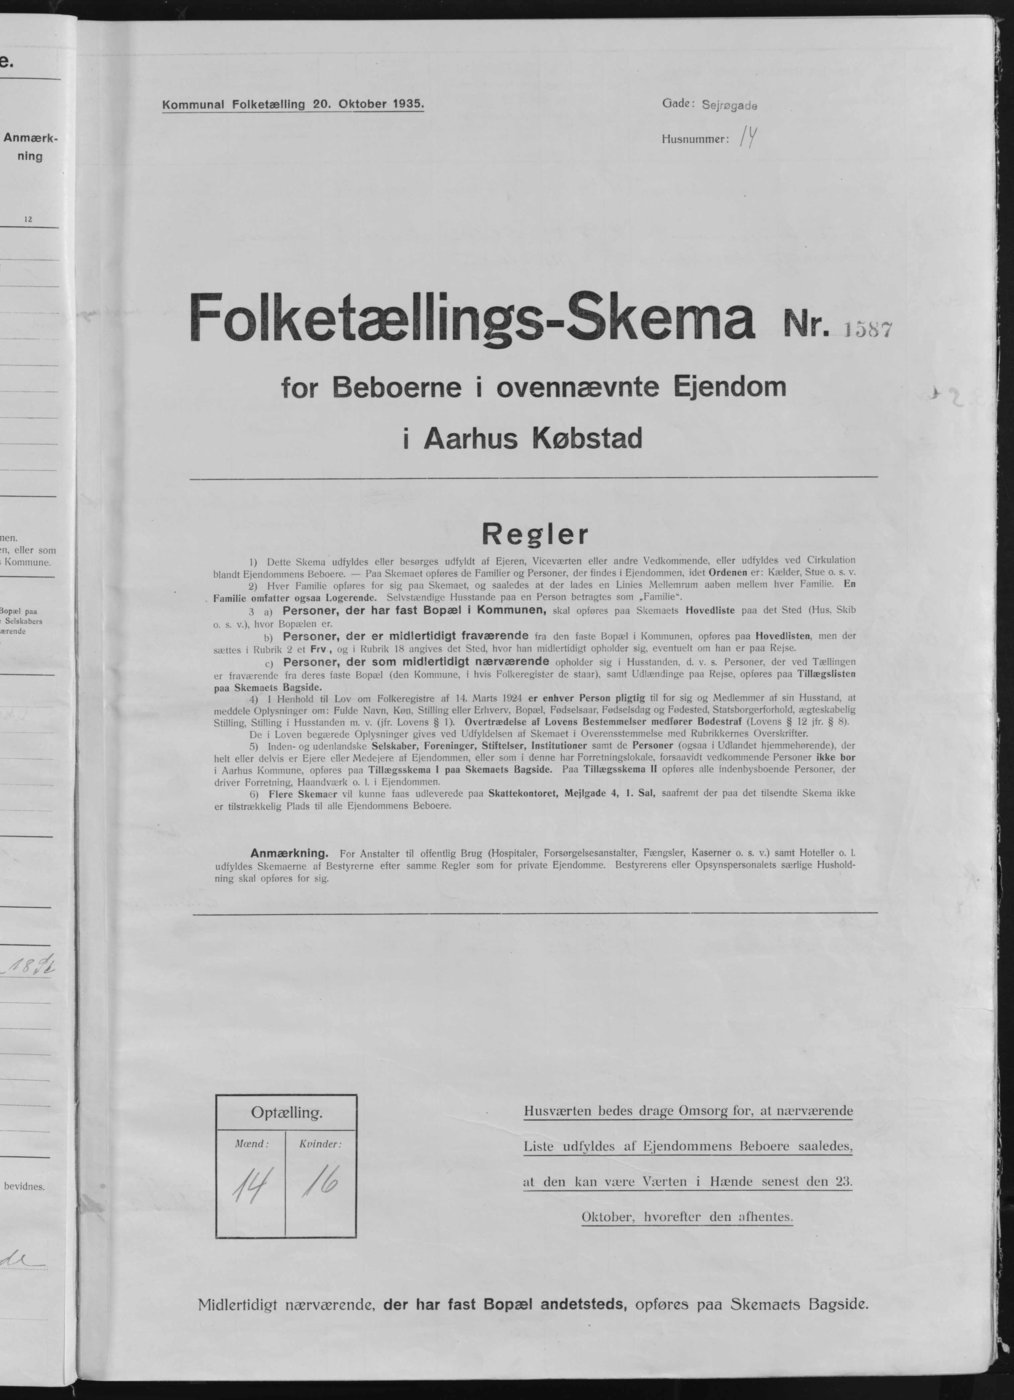 e.
Anmærk-
ning
12
nen.
en, eller som
Kommune.
Bopæl paa
Selskabers
ærende
18
bevidnes.
Kommunal Folketælling 20. Oktober 1935.
Gade: Sejrøgade
Husnummer: 14
Folketællings-Skema Nr. 1587
for Beboerne i ovennævnte Ejendom
i Aarhus Købstad
Regler
1) Dette Skema udfyldes eller besørges udfyldt af Ejeren, Viceværten eller andre Vedkommende, eller udfyldes ved Cirkulation
blandt Ejendommens Beboere. — Paa Skemaet opføres de Familier og Personer, der findes i Ejendommen, idet Ordenen er: Kælder, Stue o. s. v.
2) Hver Familie opføres for sig paa Skemaet, og saaledes at der lades en Linies Mellemrum aaben mellem hver Familie. En
Familie omfatter ogsaa Logerende. Selvstændige Husstande paa en Person betragtes som „Familie“.
3 a) Personer, der har fast Bopæl i Kommunen, skal opføres paa Skemaets Hovedliste paa det Sted (Hus, Skib
o. s. v.), hvor Bopælen er.
b) Personer, der er midlertidigt fraværende fra den faste Bopæl i Kommunen, opføres paa Hovedlisten, men der
sættes i Rubrik 2 et Frv , og i Rubrik 18 angives det Sted, hvor han midlertidigt opholder sig, eventuelt om han er paa Rejse.
c) Personer, der som midlertidigt nærværende opholder sig i Husstanden, d. v. s. Personer, der ved Tællingen
er fraværende fra deres faste Bopæl (den Kommune, i hvis Folkeregister de staar), samt Udlændinge paa Rejse, opføres paa Tillægslisten
paa Skemaets Bagside.
4) I Henhold til Lov om Folkeregistre af 14. Marts 1924 er enhver Person pligtig til for sig og Medlemmer af sin Husstand, at
meddele Oplysninger om: Fulde Navn, Køn, Stilling eller Erhverv, Bopæl, Fødselsaar, Fødselsdag og Fødested, Statsborgerforhold, ægteskabelig
Stilling, Stilling i Husstanden m. v. (jfr. Lovens § 1). Overtrædelse af Lovens Bestemmelser medfører Bødestraf (Lovens § 12 jfr. § 8).
De i Loven begærede Oplysninger gives ved Udfyldelsen af Skemaet i Overensstemmelse med Rubrikkernes Overskrifter.
5) Inden- og udenlandske Selskaber, Foreninger, Stiftelser, Institutioner samt de Personer (ogsaa i Udlandet hjemmehørende), der
helt eller delvis er Ejere eller Medejere af Ejendommen, eller som i denne har Forretningslokale, forsaavidt vedkommende Personer ikke bor
i Aarhus Kommune, opføres paa Tillægsskema I paa Skemaets Bagside. Paa Tillægsskema II opføres alle indenbysboende Personer, der
driver Forretning, Haandværk o. l. i Ejendommen.
6) Flere Skemaer vil kunne faas udleverede paa Skattekontoret, Mejlgade 4, 1. Sal, saafremt der paa det tilsendte Skema ikke
er tilstrækkelig Plads til alle Ejendommens Beboere.
Anmærkning. For Anstalter til offentlig Brug (Hospitaler, Forsørgelsesanstalter, Fængsler, Kaserner o. s. v.) samt Hoteller o. l.
udfyldes Skemaerne af Bestyrerne efter samme Regler som for private Ejendomme. Bestyrerens eller Opsynspersonalets særlige Hushold-
ning skal opføres for sig.
Optælling.
Mænd: Kvinder:
14 16
Husværten bedes drage Omsorg for, at nærværende
Liste udfyldes af Ejendommens Beboere saaledes,
at den kan være Værten i Hænde senest den 23.
Oktober, hvorefter den afhentes.
Midlertidigt nærværende, der har fast Bopæl andetsteds, opføres paa Skemaets Bagside.